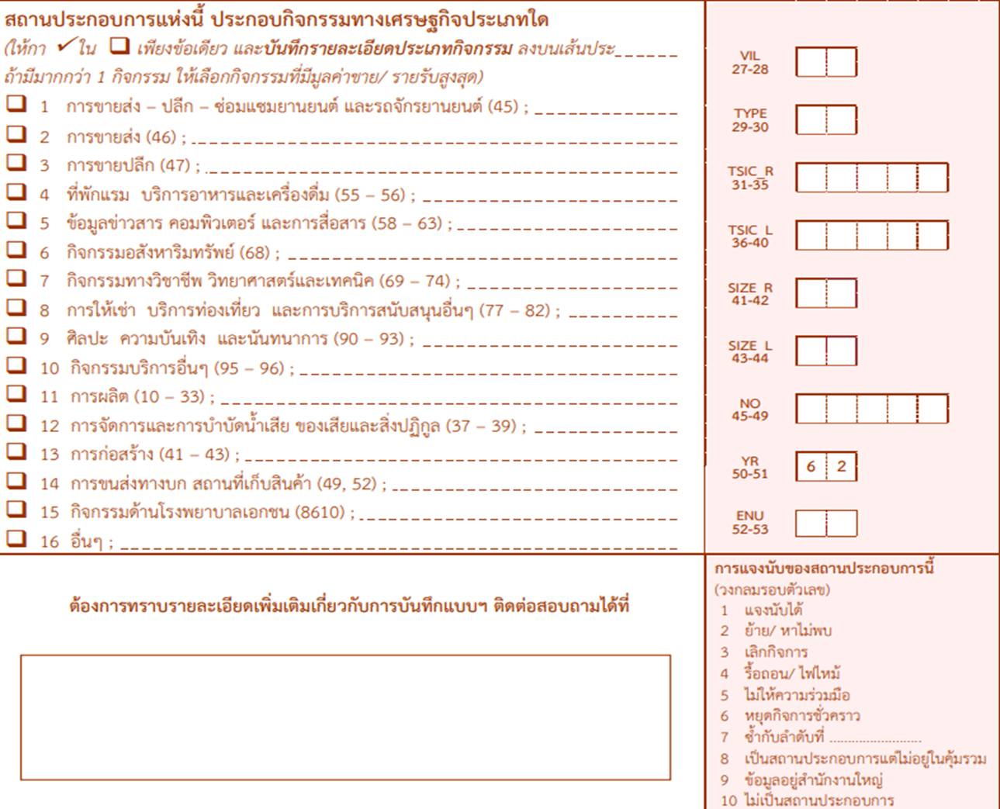 สถานประกอบการแห่งนี้ ประกอบกิจกรรมทางเศรษฐกิจประเภทใด
(ให้กา ✓ ใน ❑ เพียงข้อเดียว และบันทึกรายละเอียดประเภทกิจกรรม ลงบนเส้นประ______
ถ้ามีมากกว่า 1 กิจกรรม ให้เลือกกิจกรรมที่มีมูลค่าขาย/ รายรับสูงสุด)
❑ 1 การขายส่ง – ปลีก – ซ่อมแซมยานยนต์ และรถจักรยานยนต์ (45) ; _____________
❑ 2 การขายส่ง (46) ; _____________
❑ 3 การขายปลีก (47) ; _____________
❑ 4 ที่พักแรม บริการอาหารและเครื่องดื่ม (55 – 56) ; _____________
❑ 5 ข้อมูลข่าวสาร คอมพิวเตอร์ และการสื่อสาร (58 – 63) ; _____________
❑ 6 กิจกรรมอสังหาริมทรัพย์ (68) ; _____________
❑ 7 กิจกรรมทางวิชาชีพ วิทยาศาสตร์และเทคนิค (69 – 74) ; _____________
❑ 8 การให้เช่า บริการท่องเที่ยว และการบริการสนับสนุนอื่นๆ (77 – 82) ; __________
❑ 9 ศิลปะ ความบันเทิง และนันทนาการ (90 – 93) ; _____________
❑ 10 กิจกรรมบริการอื่นๆ (95 – 96) ; _____________
❑ 11 การผลิต (10 – 33) ; _____________
❑ 12 การจัดการและการบำบัดน้ำเสีย ของเสียและสิ่งปฏิกูล (37 – 39) ; _____________
❑ 13 การก่อสร้าง (41 – 43) ; _____________
❑ 14 การขนส่งทางบก สถานที่เก็บสินค้า (49, 52) ; _____________
❑ 15 กิจกรรมด้านโรงพยาบาลเอกชน (8610) ; _____________
❑ 16 อื่นๆ ; _____________
VIL
27-28
TYPE
29-30
TSIC_R
31-35
TSIC_L
36-40
SIZE_R
41-42
SIZE_L
43-44
NO
45-49
YR
50-51
6 2
ENU
52-53
ต้องการทราบรายละเอียดเพิ่มเติมเกี่ยวกับการบันทึกแบบฯ ติดต่อสอบถามได้ที่
การแจงนับของสถานประกอบการนี้
(วงกลมรอบตัวเลข)
1 แจงนับได้
2 ย้าย/ หาไม่พบ
3 เลิกกิจการ
4 รื้อถอน/ ไฟไหม้
5 ไม่ให้ความร่วมมือ
6 หยุดกิจการชั่วคราว
7 ซ้ำกับลำดับที่ ..............................
8 เป็นสถานประกอบการแต่ไม่อยู่ในคุ้มรวม
9 ข้อมูลอยู่สำนักงานใหญ่
10 ไม่เป็นสถานประกอบการ